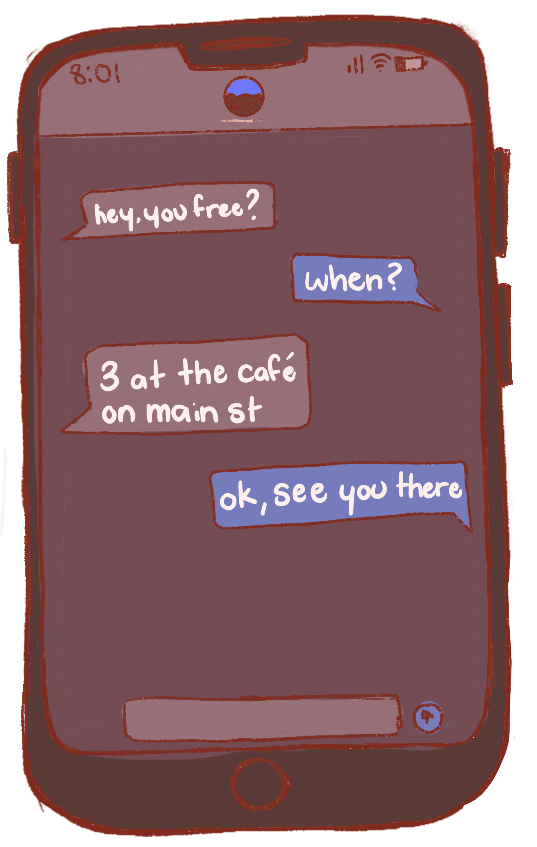 8:01
hey, you free?
when?
3 at the café
on main st
ok, see you there